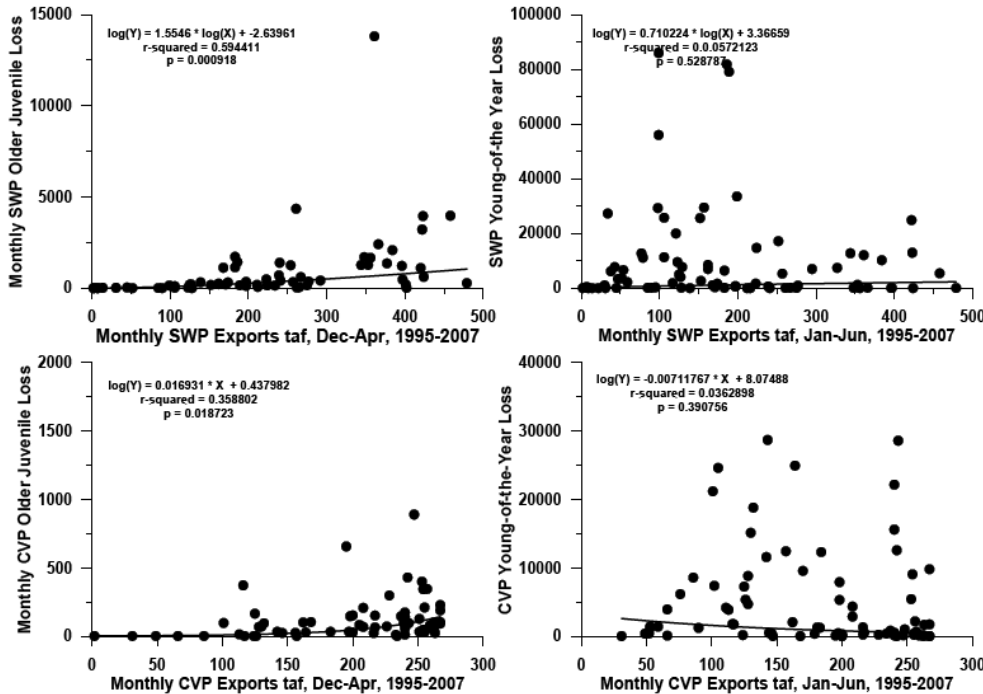 log(Y) = 1.5546 * log(X) + -2.63961
r-squared = 0.594411
p = 0.000918
15000
10000
5000
0
Monthly SWP Older Juvenile Loss
0 100 200 300 400 500
Monthly SWP Exports taf, Dec-Apr, 1995-2007
log(Y) = 0.710224 * log(X) + 3.36659
r-squared = 0.0.0572123
p = 0.528787
100000
80000
60000
40000
20000
0
SWP Young-of-the Year Loss
0 100 200 300 400 500
Monthly SWP Exports taf, Jan-Jun, 1995-2007
log(Y) = 0.016931 * X + 0.437982
r-squared = 0.358802
p = 0.018723
2000
1500
1000
500
0
Monthly CVP Older Juvenile Loss
0 50 100 150 200 250 300
Monthly CVP Exports taf, Dec-Apr, 1995-2007
log(Y) = -0.00711767 * X + 8.07488
r-squared = 0.0362898
p = 0.390756
40000
30000
20000
10000
0
CVP Young-of-the-Year Loss
0 50 100 150 200 250 300
Monthly CVP Exports taf, Jan-Jun, 1995-2007